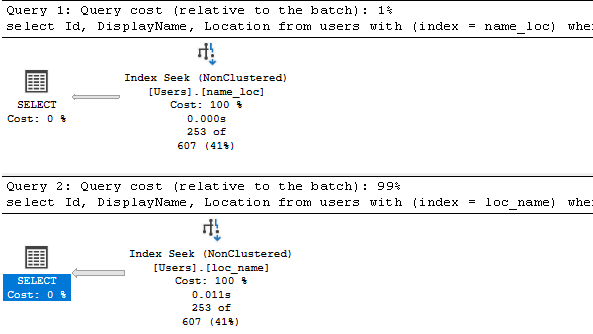 Query 1: Query cost (relative to the batch): 1%
select Id, DisplayName, Location from users with (index = name_loc) whe
Index Seek (NonClustered)
[Users].[name_loc]
SELECT
Cost: 100 %
Cost: 0 %
0.000s
253 of
607 (41%)
Query 2: Query cost (relative to the batch): 99%
select Id, DisplayName, Location from users with (index = loc_name) whe
Index Seek (NonClustered)
[Users].[loc_name]
SELECT
Cost: 100 %
Cost: 0 %
0.011s
253 of
607 (41%)